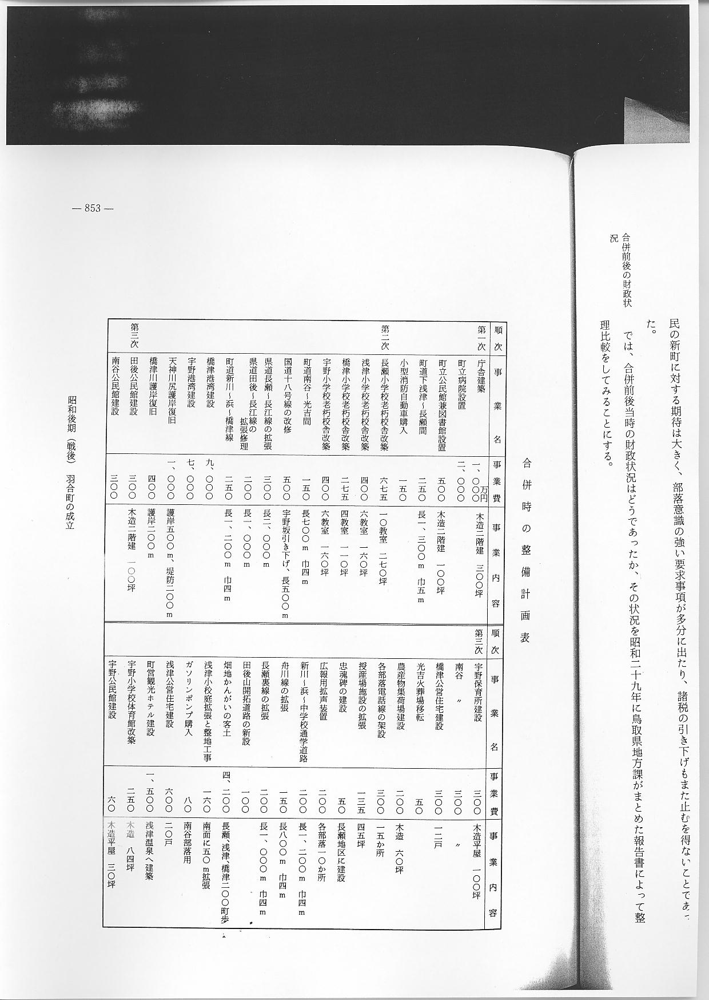 民の新町に対する期待は大きく、部落意識の強い要求事項が多分に出たり、諸税の引き下げもまた止むを得ないことであっ
た。
合併前後の財政状
況
では、合併前後当時の財政状況はどうであったか、その状況を昭和二十九年に鳥取県地方課がまとめた報告書によって整
理比較をしてみることにする。
合併時の整備計画表
順次 事業名 事業費 事業内容
第一次 庁舎建築 一、〇〇〇万円 木造二階建 三〇〇坪
町立病院設置 二、〇〇〇
町立公民館兼図書館設置 五〇〇 木造二階建 一〇〇坪
町道下浅津〜長瀬間 二五〇 長一、三〇〇m 巾五m
小型消防自動車購入 一五〇
第二次 長瀬小学校老朽校舎改築 六七五 一〇教室 二七〇坪
浅津小学校老朽校舎改築 四〇〇 六教室 一六〇坪
橋津小学校老朽校舎改築 二七五 四教室 一一〇坪
宇野小学校老朽校舎改築 四〇〇 六教室 一六〇坪
町道南谷〜光吉間 一五〇 長七〇〇m 巾四m
国道十八号線の改修 五〇〇 宇野坂引き下げ、長五〇〇m
県道長瀬〜長江線の拡張 三〇〇 長二、〇〇〇m
県道田後〜長江線の
拡張修理 二〇〇 長一、〇〇〇m
町道新川〜浜〜橋津線 二五〇 長一、二〇〇m 巾四m
橋津港湾建設 九、〇〇〇
宇野港湾建設 七、〇〇〇
天神川尻護岸復旧 一、〇〇〇 護岸五〇〇m、堤防二〇〇m
橋津川護岸復旧 四〇〇 護岸二〇〇m
第三次 田後公民館建設 三〇〇 木造二階建 一〇〇坪
南谷公民館建設 三〇〇
順次 事業名 事業費 事業内容
第三次 宇野保育所建設 三〇〇 木造平屋 一〇〇坪
南谷 〃 三〇〇 〃
橋津公営住宅建設 三〇〇 一二戸
光吉火葬場移転 五〇
農産物集荷場建設 二〇〇 木造 六〇坪
各部落電話線の架設 三〇〇 一五か所
授産場施設の拡張 一三五 四五坪
忠魂碑の建設 五〇 長瀬地区に建設
広報用拡声装置 二〇〇 各部落一〇か所
新川〜浜〜中学校通学道路 二〇〇 長一、二〇〇m 巾四m
舟川線の拡張 一五〇 長八〇〇m 巾四m
長瀬裏線の拡張 二〇〇 長一、〇〇〇m 巾四m
田後山開拓道路の新設 一〇〇
畑地かんがいの客土 四、二〇〇 長瀬、浅津、橋津二〇〇町歩
浅津小校庭拡張と整地工事 一六〇 南面に五〇m拡張
ガソリンポンプ購入 八〇 南谷部落用
浅津公営住宅建設 六〇〇 二〇戸
町営観光ホテル建設 一、五〇〇 浅津温泉へ建築
宇野小学校体育館改築 二五〇 木造 八四坪
宇野公民館建設 六〇 木造平屋 三〇坪
昭和後期（戦後） 羽合町の成立
— 853 —